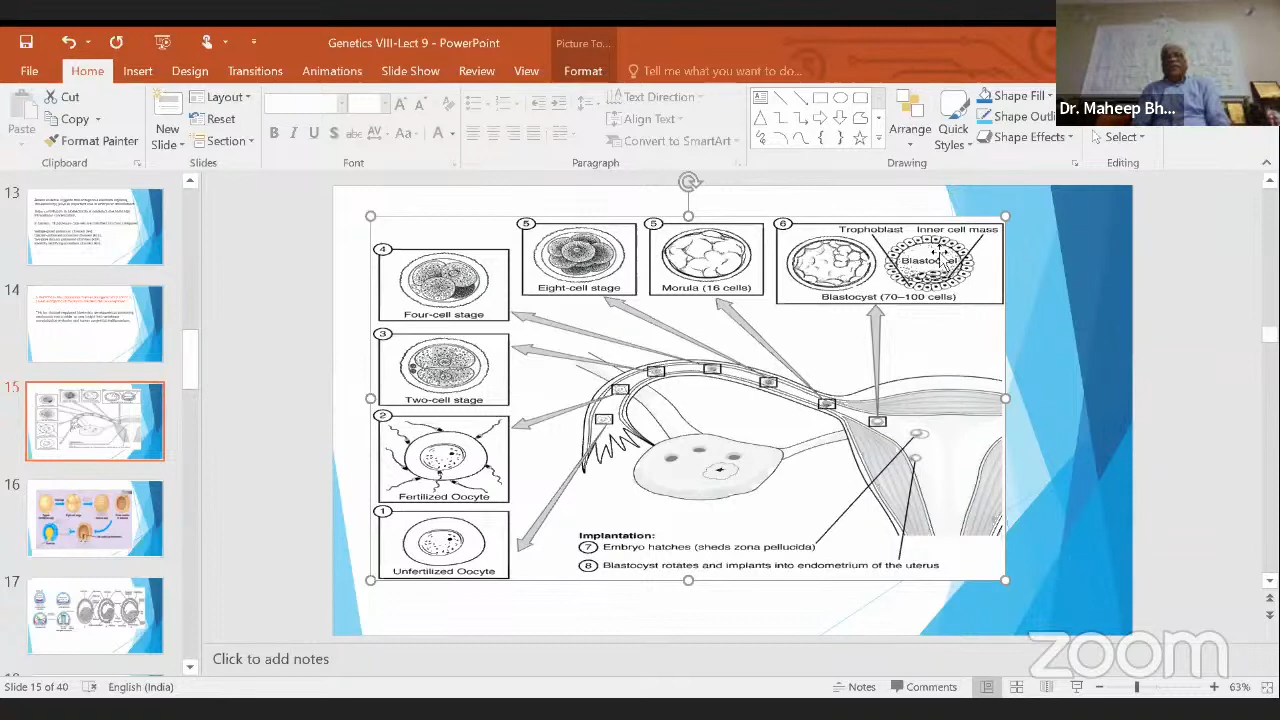 Genetics VIII-Lect 9 - PowerPoint
Picture To...
File
Home
Insert
Design
Transitions
Animations
Slide Show
Review
View
Format
Tell me what you want to do...
Dr. Maheep Bh...
Paste
Cut
Copy
Format Painter
Clipboard
New
Slide
Layout
Reset
Section
Slides
B I U S abc AV Aa A
Font
Text Direction
Align Text
Convert to SmartArt
Paragraph
Arrange
Quick
Styles
Shape Fill
Shape Outli
Shape Effects
Drawing
Select
Editing
13
14
15
16
17
4
Four-cell stage
5
Eight-cell stage
5
Morula (16 cells)
6
Trophoblast Inner cell mass
Blastocyst (70–100 cells)
3
Two-cell stage
2
Fertilized Oocyte
1
Unfertilized Oocyte
Implantation:
7 Embryo hatches (sheds zona pellucida)
8 Blastocyst rotates and implants into endometrium of the uterus
Click to add notes
zoom
Slide 15 of 40
English (India)
Notes
Comments
63%